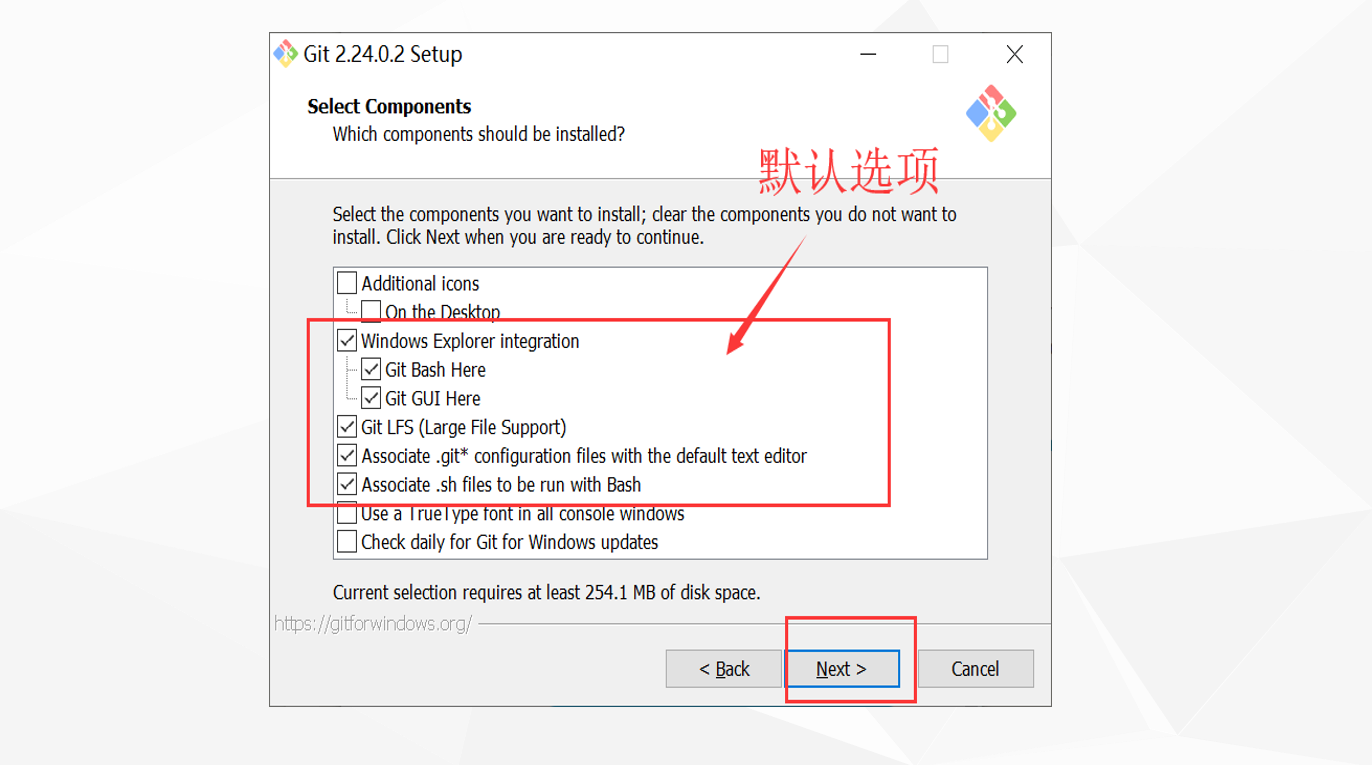 Git 2.24.0.2 Setup
Select Components
Which components should be installed?
默认选项
Select the components you want to install; clear the components you do not want to
install. Click Next when you are ready to continue.
Additional icons
On the Desktop
Windows Explorer integration
Git Bash Here
Git GUI Here
Git LFS (Large File Support)
Associate .git* configuration files with the default text editor
Associate .sh files to be run with Bash
Use a TrueType font in all console windows
Check daily for Git for Windows updates
Current selection requires at least 254.1 MB of disk space.
https://gitforwindows.org/
< Back
Next >
Cancel